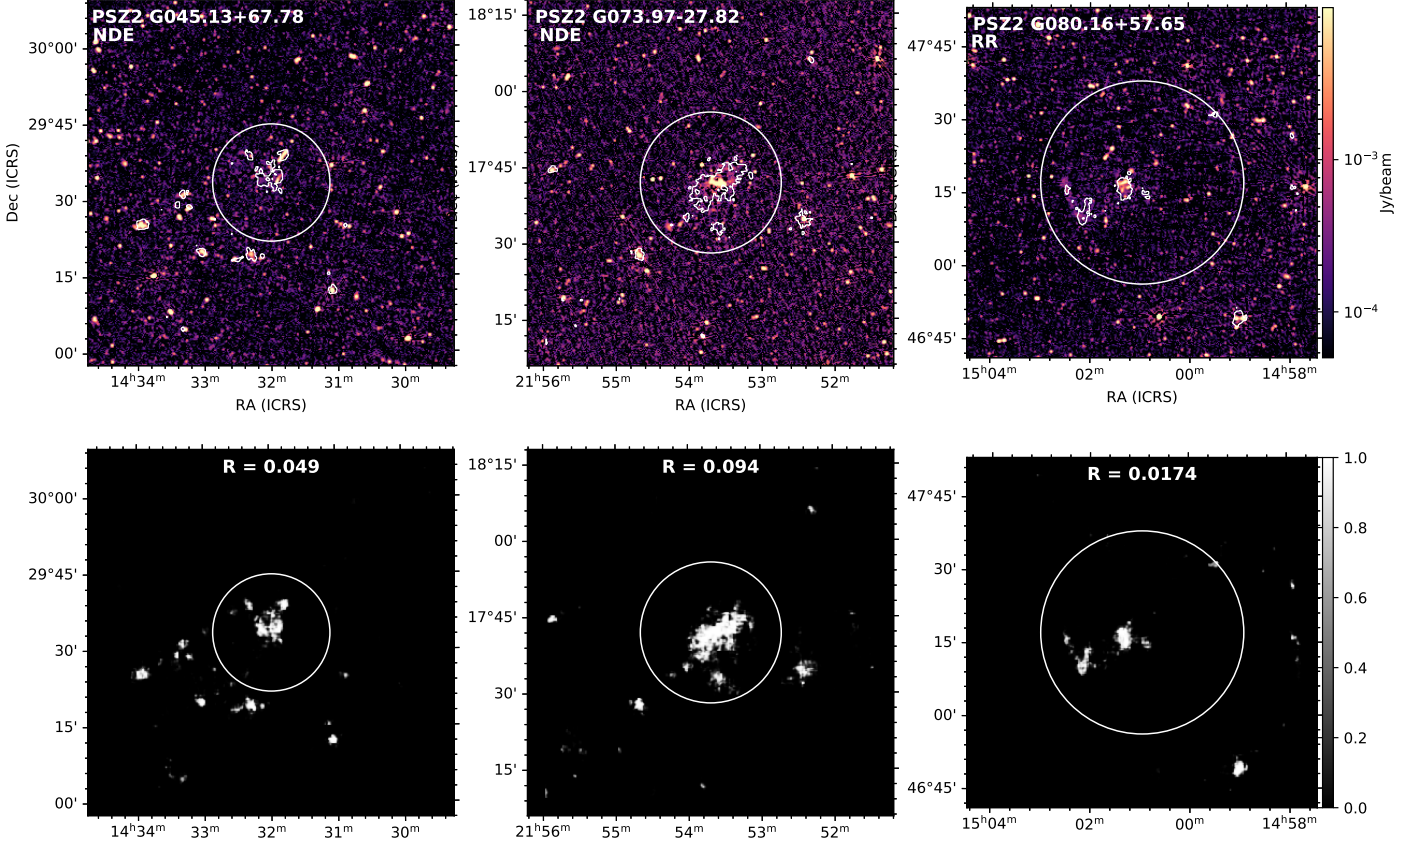 PSZ2 G045.13+67.78
NDE
30°00'
29°45'
30'
15'
00'
Dec (ICRS)
14ʰ34ᵐ 33ᵐ 32ᵐ 31ᵐ 30ᵐ
RA (ICRS)
PSZ2 G073.97-27.82
NDE
18°15'
00'
17°45'
30'
15'
21ʰ56ᵐ 55ᵐ 54ᵐ 53ᵐ 52ᵐ
RA (ICRS)
PSZ2 G080.16+57.65
RR
47°45'
30'
15'
00'
46°45'
15ʰ04ᵐ 02ᵐ 00ᵐ 14ʰ58ᵐ
RA (ICRS)
10⁻³
10⁻⁴
Jy/beam
R = 0.049
30°00'
29°45'
30'
15'
00'
14ʰ34ᵐ 33ᵐ 32ᵐ 31ᵐ 30ᵐ
R = 0.094
18°15'
00'
17°45'
30'
15'
21ʰ56ᵐ 55ᵐ 54ᵐ 53ᵐ 52ᵐ
R = 0.0174
47°45'
30'
15'
00'
46°45'
15ʰ04ᵐ 02ᵐ 00ᵐ 14ʰ58ᵐ
1.0
0.8
0.6
0.4
0.2
0.0